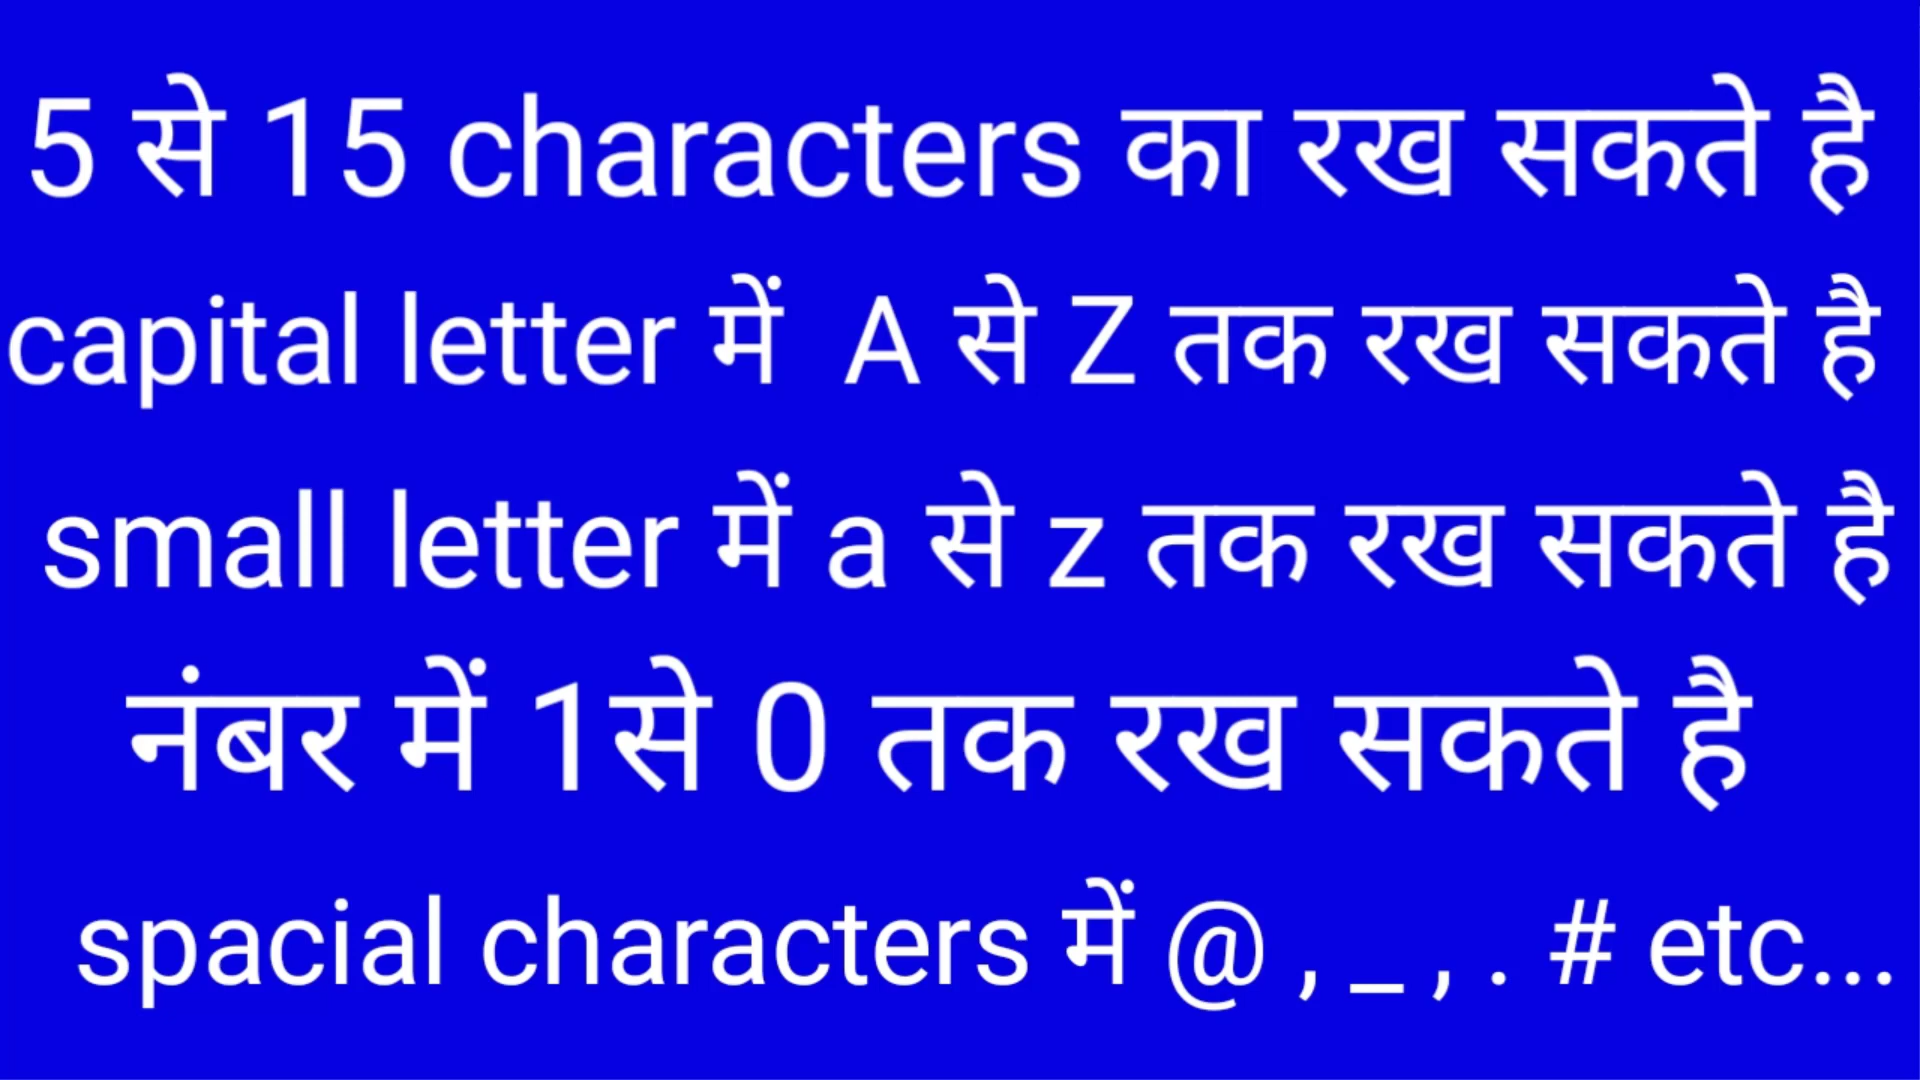 5 से 15 characters का रख सकते है
capital letter में A से Z तक रख सकते है
small letter में a से z तक रख सकते है
नंबर में 1से 0 तक रख सकते है
spacial characters में @ , _ , . # etc...